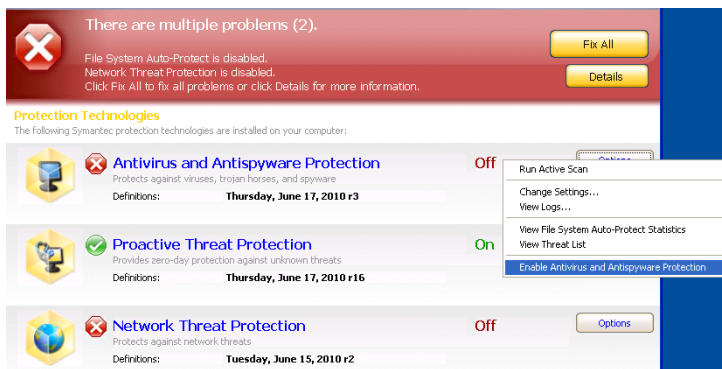 There are multiple problems (2).
File System Auto-Protect is disabled.
Network Threat Protection is disabled.
Click Fix All to fix all problems or click Details for more information.
Fix All
Details
Protection Technologies
The following Symantec protection technologies are installed on your computer:
Antivirus and Antispyware Protection
Off
Options
Protects against viruses, trojan horses, and spyware
Definitions: Thursday, June 17, 2010 r3
Run Active Scan
Change Settings...
View Logs...
View File System Auto-Protect Statistics
View Threat List
Enable Antivirus and Antispyware Protection
Proactive Threat Protection
On
Provides zero-day protection against unknown threats
Definitions: Thursday, June 17, 2010 r16
Network Threat Protection
Off
Options
Protects against network threats
Definitions: Tuesday, June 15, 2010 r2